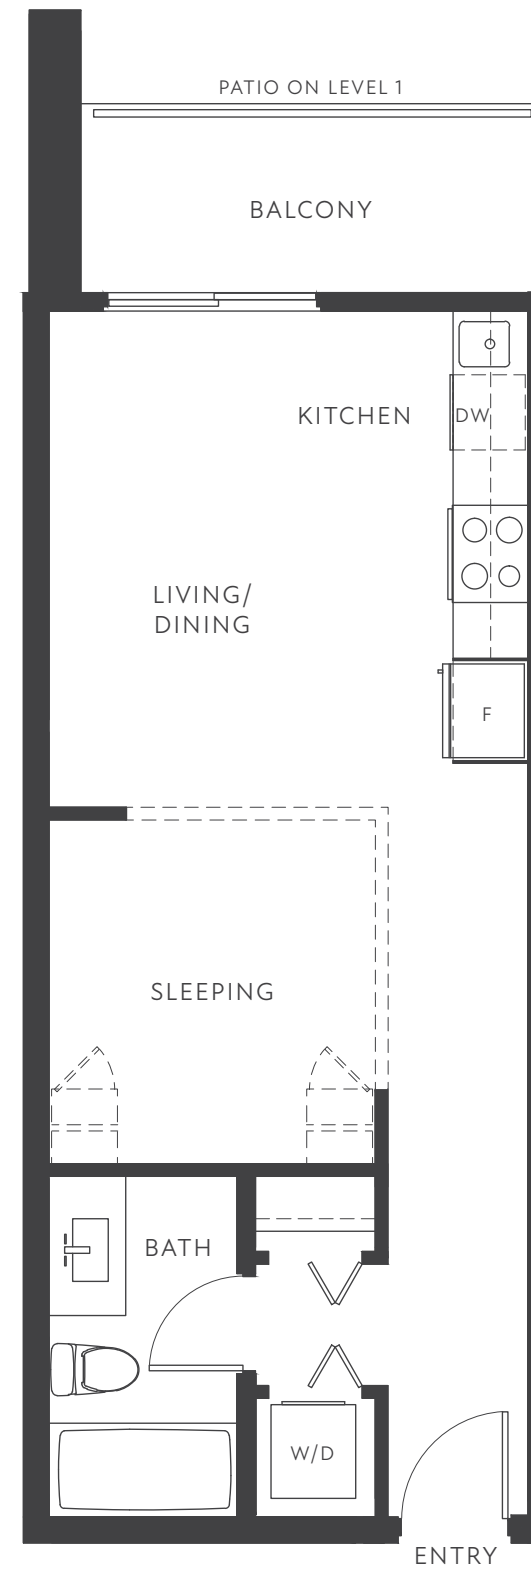 PATIO ON LEVEL 1
BALCONY
KITCHEN
DW
LIVING/
DINING
F
SLEEPING
BATH
W/D
ENTRY